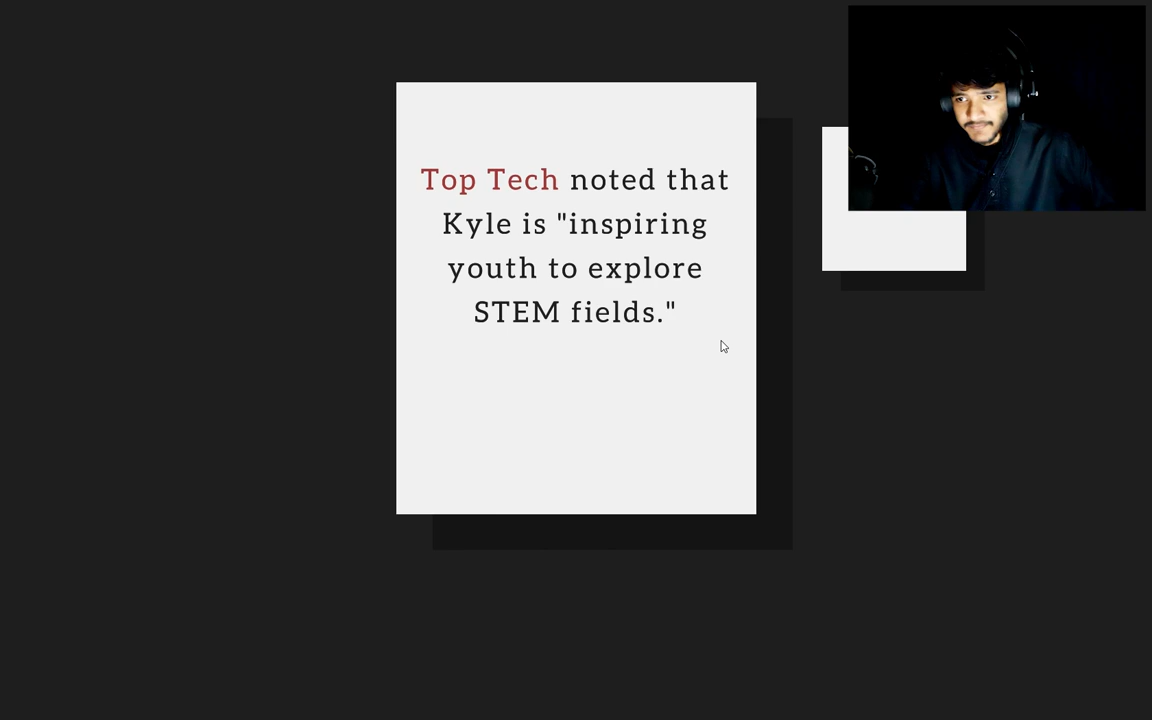 Top Tech noted that
Kyle is "inspiring
youth to explore
STEM fields."